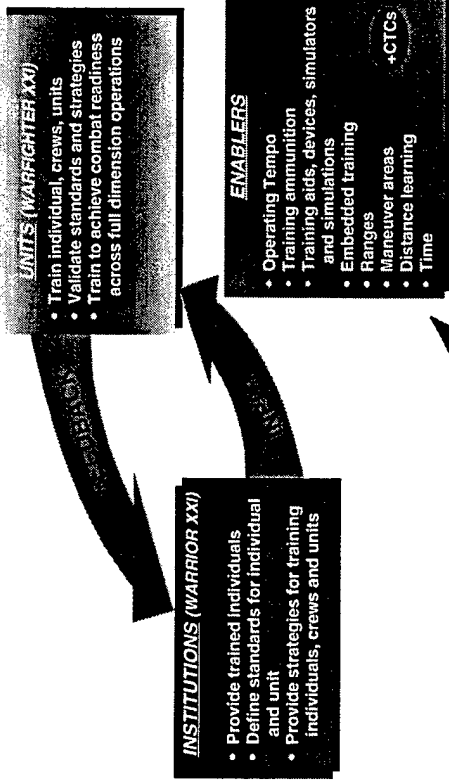 UNITS (WARFIGHTER XXI)
• Train individual, crews, units
• Validate standards and strategies
• Train to achieve combat readiness
across full dimension operations
FEEDBACK
INPUT
INSTITUTIONS (WARRIOR XXI)
• Provide trained individuals
• Define standards for individual
and unit
• Provide strategies for training
individuals, crews and units
ENABLERS
• Operating Tempo
• Training ammunition
• Training aids, devices, simulators
and simulations
• Embedded training
• Ranges
• Maneuver areas
• Distance learning
• Time
+CTCs